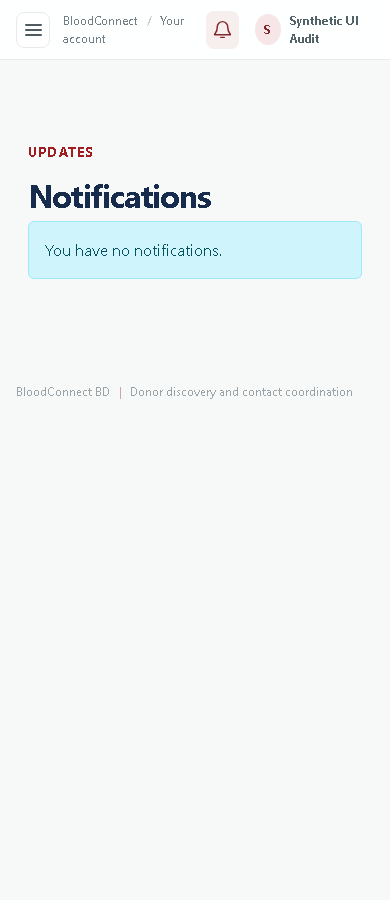 BloodConnect / Your
account
S
Synthetic UI
Audit
UPDATES
Notifications
You have no notifications.
BloodConnect BD | Donor discovery and contact coordination